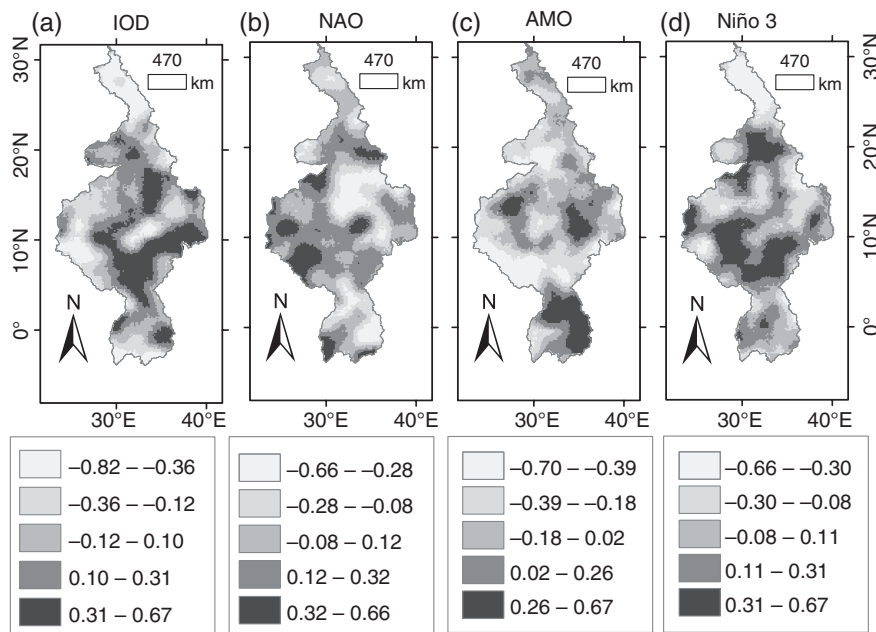 (a) IOD (b) NAO (c) AMO (d) Niño 3
30°N 470 km 470 km 470 km 470 km 30°N
20°N 20°N
10°N 10°N
N N N N
0° 0°
30°E 40°E 30°E 40°E 30°E 40°E 30°E 40°E
−0.82 – −0.36 −0.66 – −0.28 −0.70 – −0.39 −0.66 – −0.30
−0.36 – −0.12 −0.28 – −0.08 −0.39 – −0.18 −0.30 – −0.08
−0.12 – 0.10 −0.08 – 0.12 −0.18 – 0.02 −0.08 – 0.11
0.10 – 0.31 0.12 – 0.32 0.02 – 0.26 0.11 – 0.31
0.31 – 0.67 0.32 – 0.66 0.26 – 0.67 0.31 – 0.67